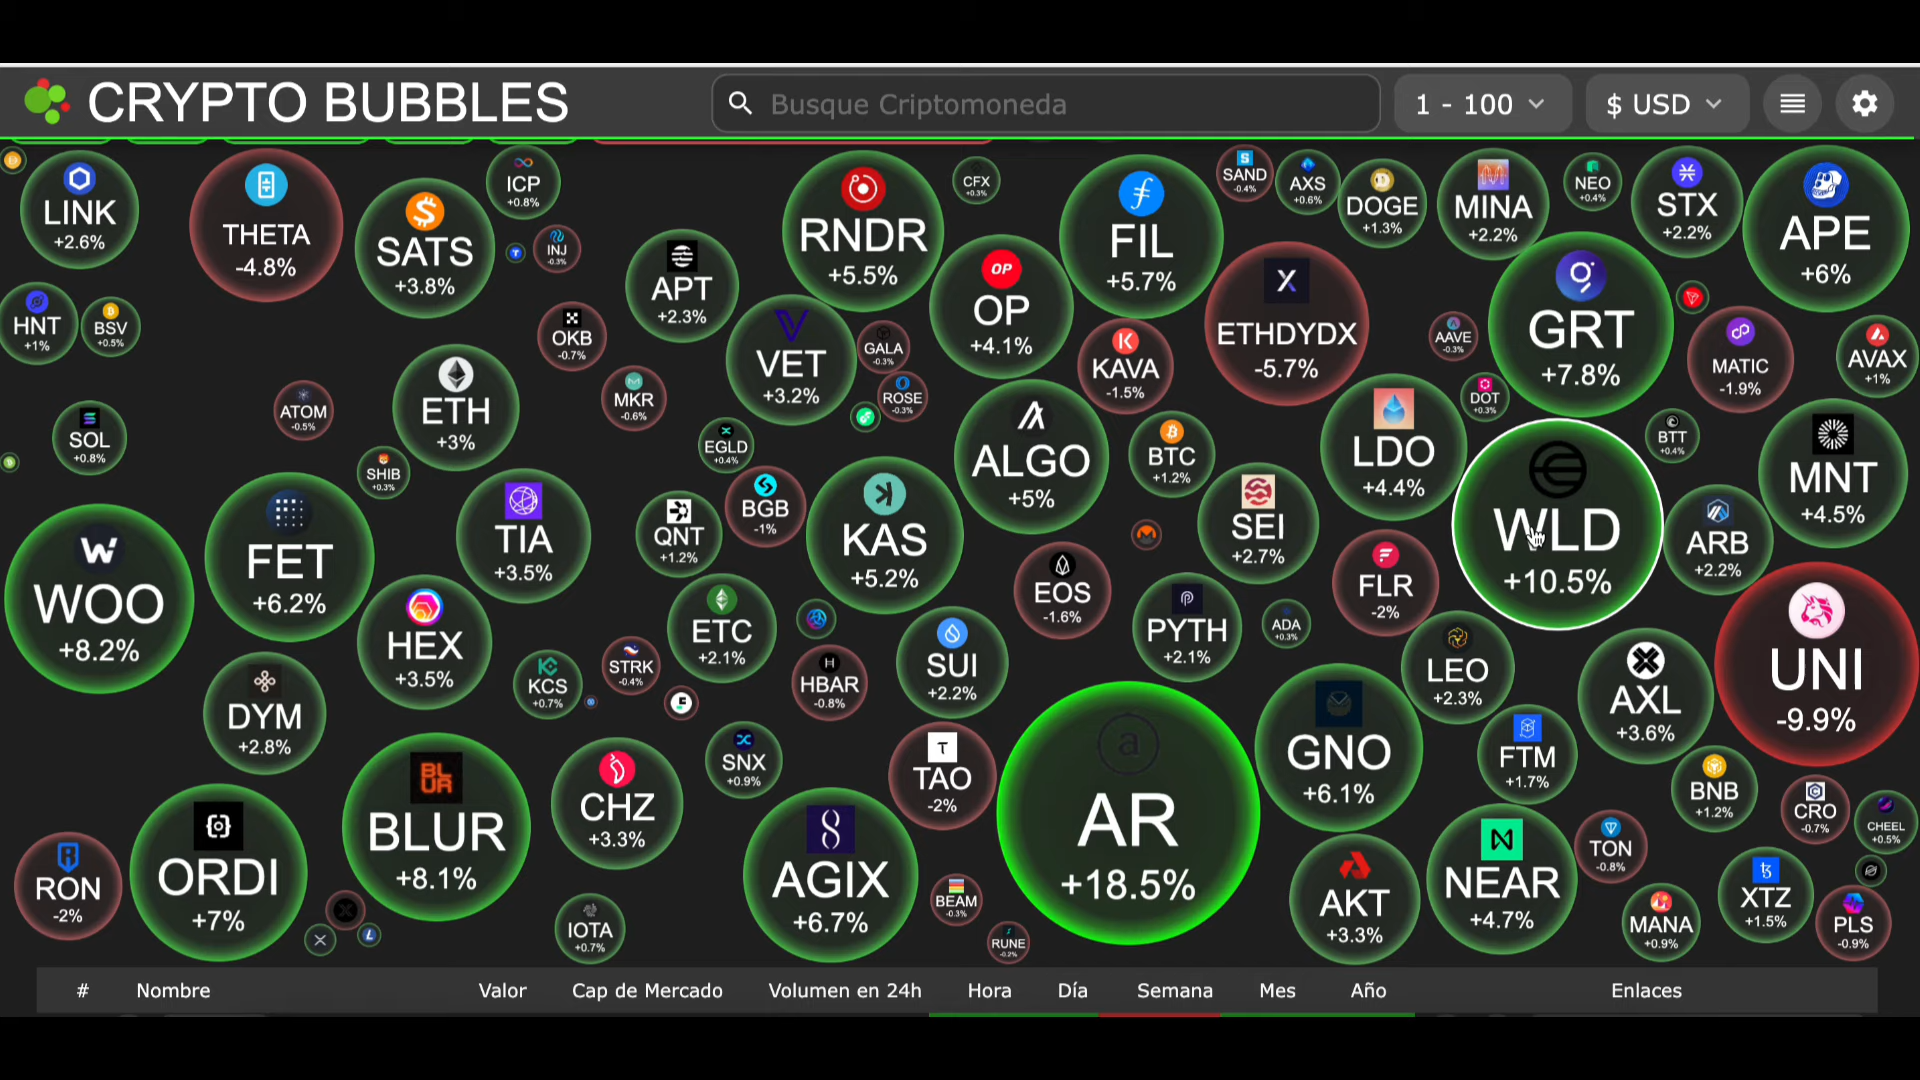 CRYPTO BUBBLES
Busque Criptomoneda
1 - 100
$ USD
LINK
+2.6%
THETA
-4.8%
SATS
+3.8%
ICP
+0.8%
INJ
-0.3%
APT
+2.3%
RNDR
+5.5%
CFX
+0.3%
FIL
+5.7%
SAND
-0.4%
AXS
+0.6%
DOGE
+1.3%
MINA
+2.2%
NEO
+0.4%
STX
+2.2%
APE
+6%
HNT
+1%
BSV
+0.5%
OKB
-0.7%
VET
+3.2%
GALA
-0.3%
OP
+4.1%
KAVA
-1.5%
ETHDYDX
-5.7%
AAVE
-0.3%
GRT
+7.8%
MATIC
-1.9%
AVAX
+1%
ATOM
-0.5%
ETH
+3%
MKR
-0.6%
ROSE
-0.3%
DOT
+0.3%
SOL
+0.8%
SHIB
+0.3%
EGLD
+0.4%
ALGO
+5%
BTC
+1.2%
LDO
+4.4%
BTT
+0.4%
MNT
+4.5%
WOO
+8.2%
FET
+6.2%
TIA
+3.5%
QNT
+1.2%
BGB
-1%
KAS
+5.2%
SEI
+2.7%
WLD
+10.5%
ARB
+2.2%
HEX
+3.5%
ETC
+2.1%
EOS
-1.6%
PYTH
+2.1%
ADA
+0.3%
FLR
-2%
UNI
-9.9%
DYM
+2.8%
KCS
+0.7%
STRK
-0.4%
HBAR
-0.8%
SUI
+2.2%
LEO
+2.3%
AXL
+3.6%
SNX
+0.9%
TAO
-2%
AR
+18.5%
GNO
+6.1%
FTM
+1.7%
BNB
+1.2%
CRO
-0.7%
CHEEL
+0.5%
RON
-2%
ORDI
+7%
BLUR
+8.1%
CHZ
+3.3%
AGIX
+6.7%
BEAM
-0.3%
AKT
+3.3%
NEAR
+4.7%
TON
-0.8%
XTZ
+1.5%
PLS
-0.9%
IOTA
+0.7%
RUNE
-0.2%
MANA
+0.9%
# Nombre Valor Cap de Mercado Volumen en 24h Hora Día Semana Mes Año Enlaces